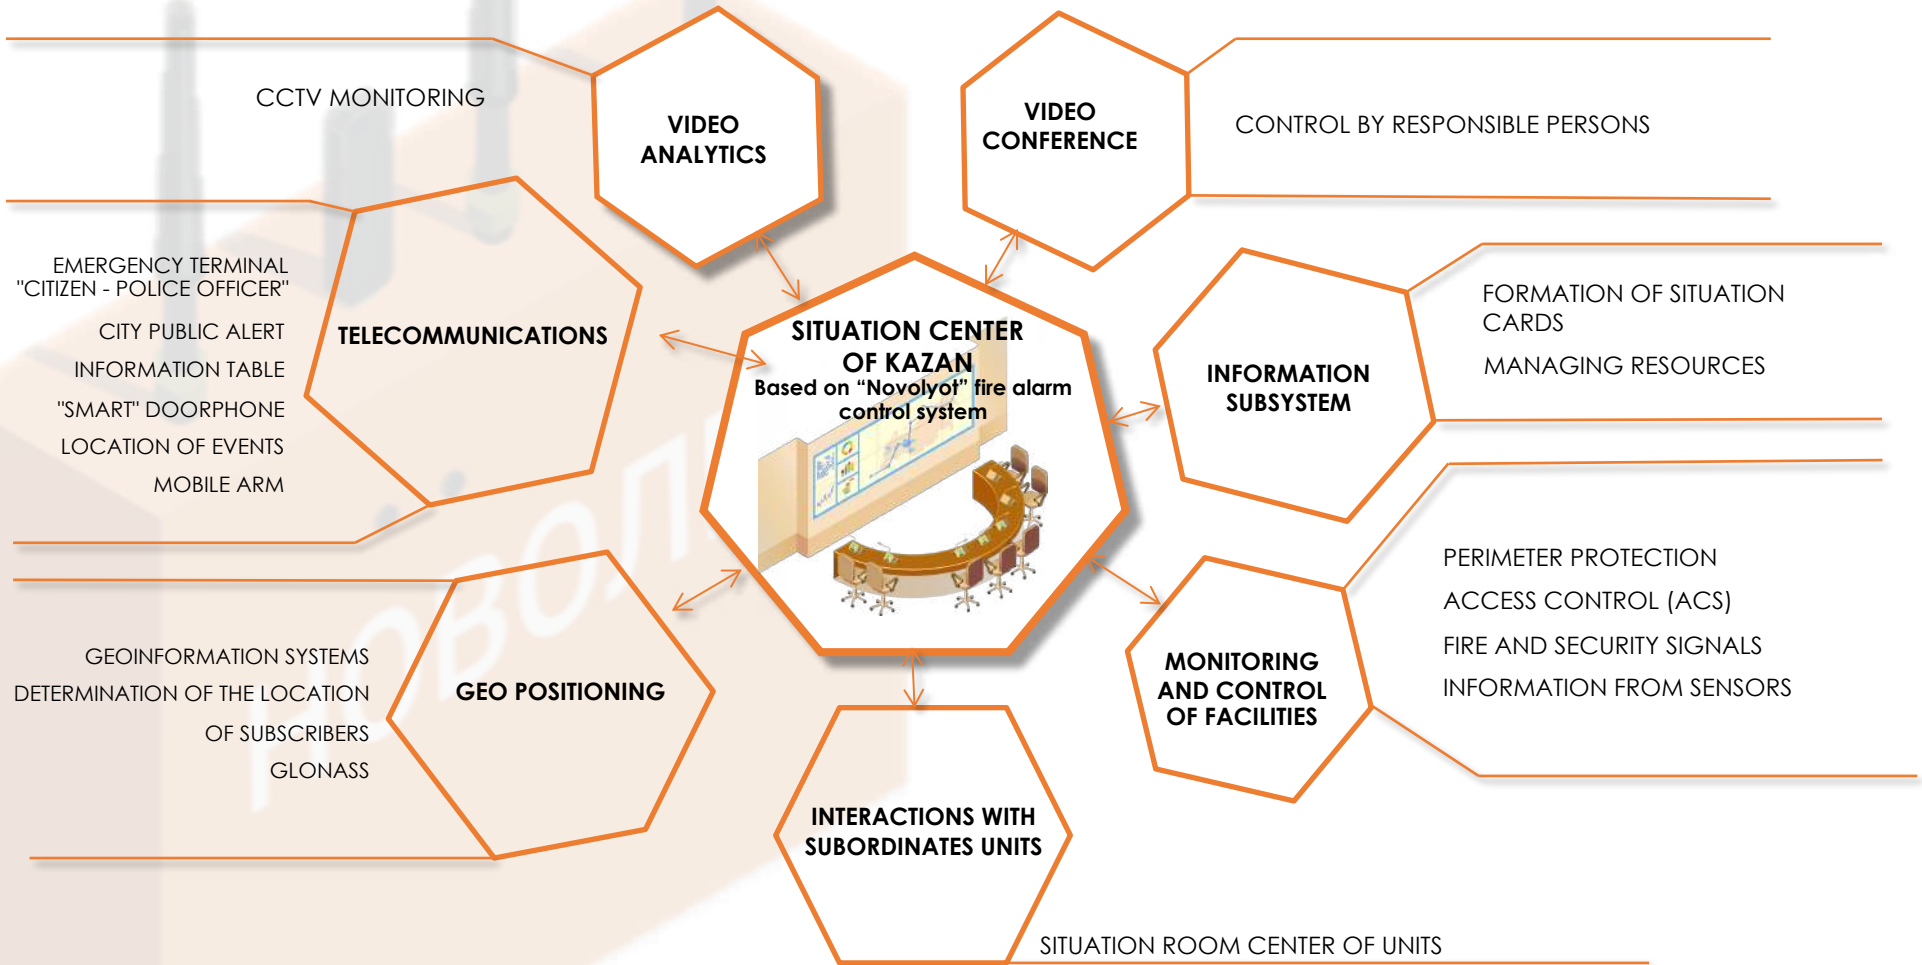 CCTV MONITORING
VIDEO
ANALYTICS
VIDEO
CONFERENCE
CONTROL BY RESPONSIBLE PERSONS
EMERGENCY TERMINAL
"CITIZEN - POLICE OFFICER"
CITY PUBLIC ALERT
INFORMATION TABLE
"SMART" DOORPHONE
LOCATION OF EVENTS
MOBILE ARM
TELECOMMUNICATIONS
SITUATION CENTER
OF KAZAN
Based on “Novolyot” fire alarm
control system
INFORMATION
SUBSYSTEM
FORMATION OF SITUATION
CARDS
MANAGING RESOURCES
GEOINFORMATION SYSTEMS
DETERMINATION OF THE LOCATION
OF SUBSCRIBERS
GLONASS
GEO POSITIONING
MONITORING
AND CONTROL
OF FACILITIES
PERIMETER PROTECTION
ACCESS CONTROL (ACS)
FIRE AND SECURITY SIGNALS
INFORMATION FROM SENSORS
INTERACTIONS WITH
SUBORDINATES UNITS
SITUATION ROOM CENTER OF UNITS